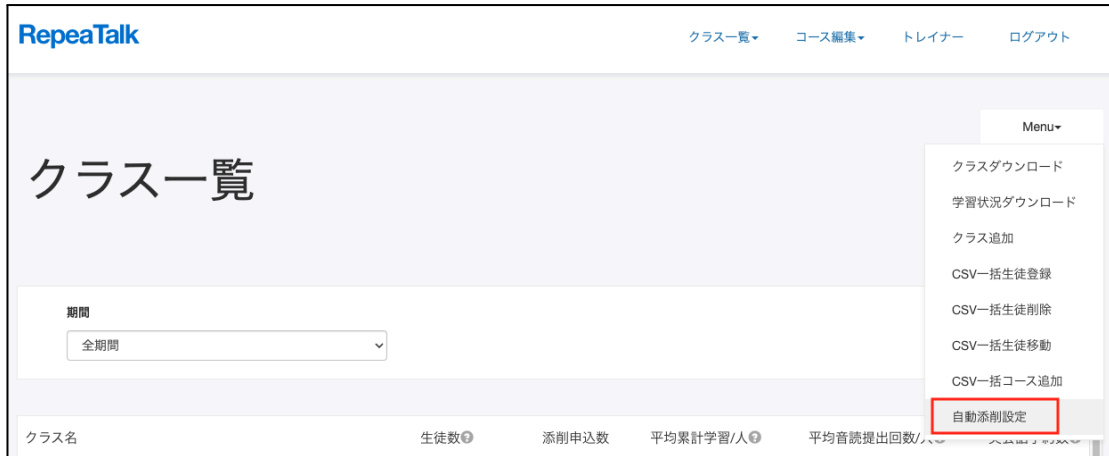 RepeaTalk
クラス一覧 コース編集 トレイナー ログアウト
Menu
クラス一覧
クラスダウンロード
学習状況ダウンロード
クラス追加
CSV一括生徒登録
CSV一括生徒削除
CSV一括生徒移動
CSV一括コース追加
自動添削設定
期間
全期間
クラス名 生徒数 添削申込数 平均累計学習/人 平均音読提出回数/人